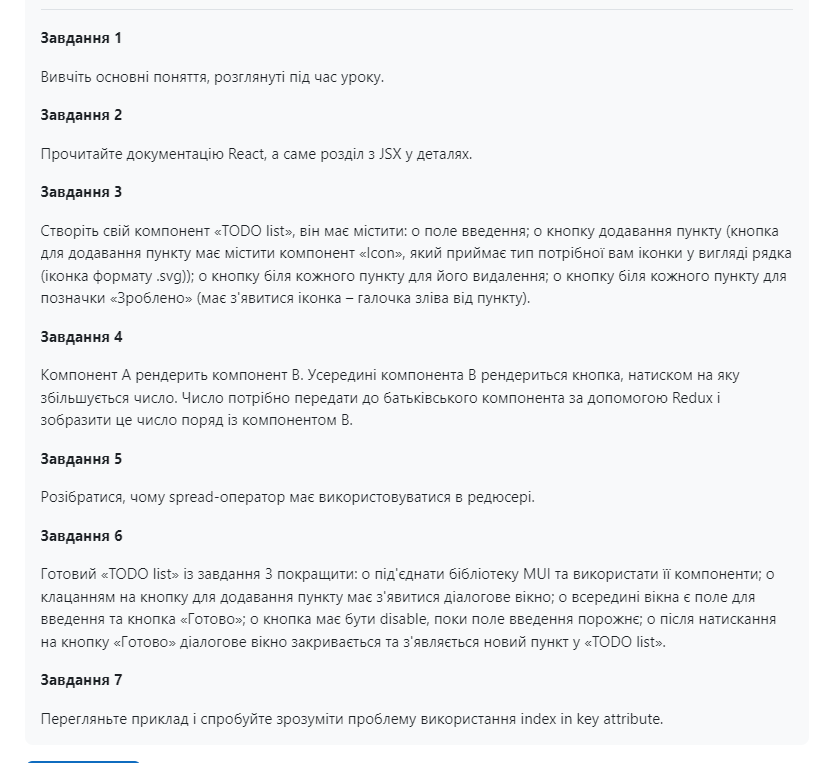 Завдання 1
Вивчіть основні поняття, розглянуті під час уроку.
Завдання 2
Прочитайте документацію React, а саме розділ з JSX у деталях.
Завдання 3
Створіть свій компонент «TODO list», він має містити: o поле введення; o кнопку додавання пункту (кнопка
для додавання пункту має містити компонент «Icon», який приймає тип потрібної вам іконки у вигляді рядка
(іконка формату .svg)); o кнопку біля кожного пункту для його видалення; o кнопку біля кожного пункту для
позначки «Зроблено» (має з'явитися іконка – галочка зліва від пункту).
Завдання 4
Компонент А рендерить компонент В. Усередині компонента В рендериться кнопка, натиском на яку
збільшується число. Число потрібно передати до батьківського компонента за допомогою Redux і
зобразити це число поряд із компонентом В.
Завдання 5
Розібратися, чому spread-оператор має використовуватися в редюсері.
Завдання 6
Готовий «TODO list» із завдання 3 покращити: o під'єднати бібліотеку MUI та використати її компоненти; o
клацанням на кнопку для додавання пункту має з'явитися діалогове вікно; o всередині вікна є поле для
введення та кнопка «Готово»; o кнопка має бути disable, поки поле введення порожнє; o після натискання
на кнопку «Готово» діалогове вікно закривається та з'являється новий пункт у «TODO list».
Завдання 7
Перегляньте приклад і спробуйте зрозуміти проблему використання index in key attribute.